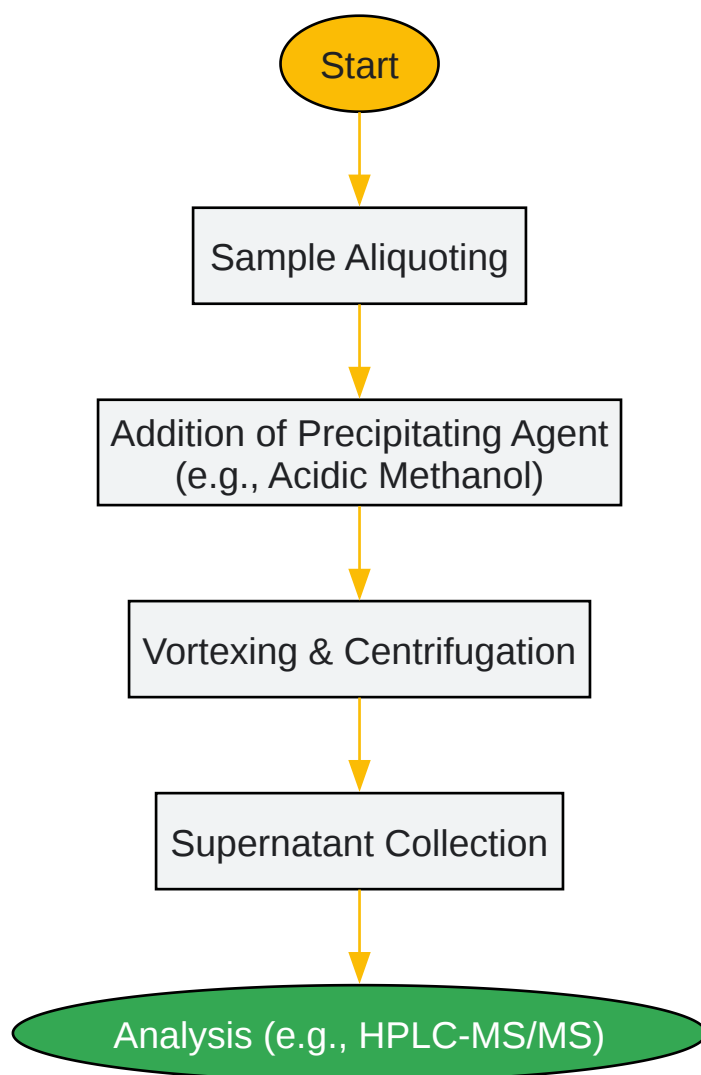 Start
Sample Aliquoting
Addition of Precipitating Agent
(e.g., Acidic Methanol)
Vortexing & Centrifugation
Supernatant Collection
Analysis (e.g., HPLC-MS/MS)